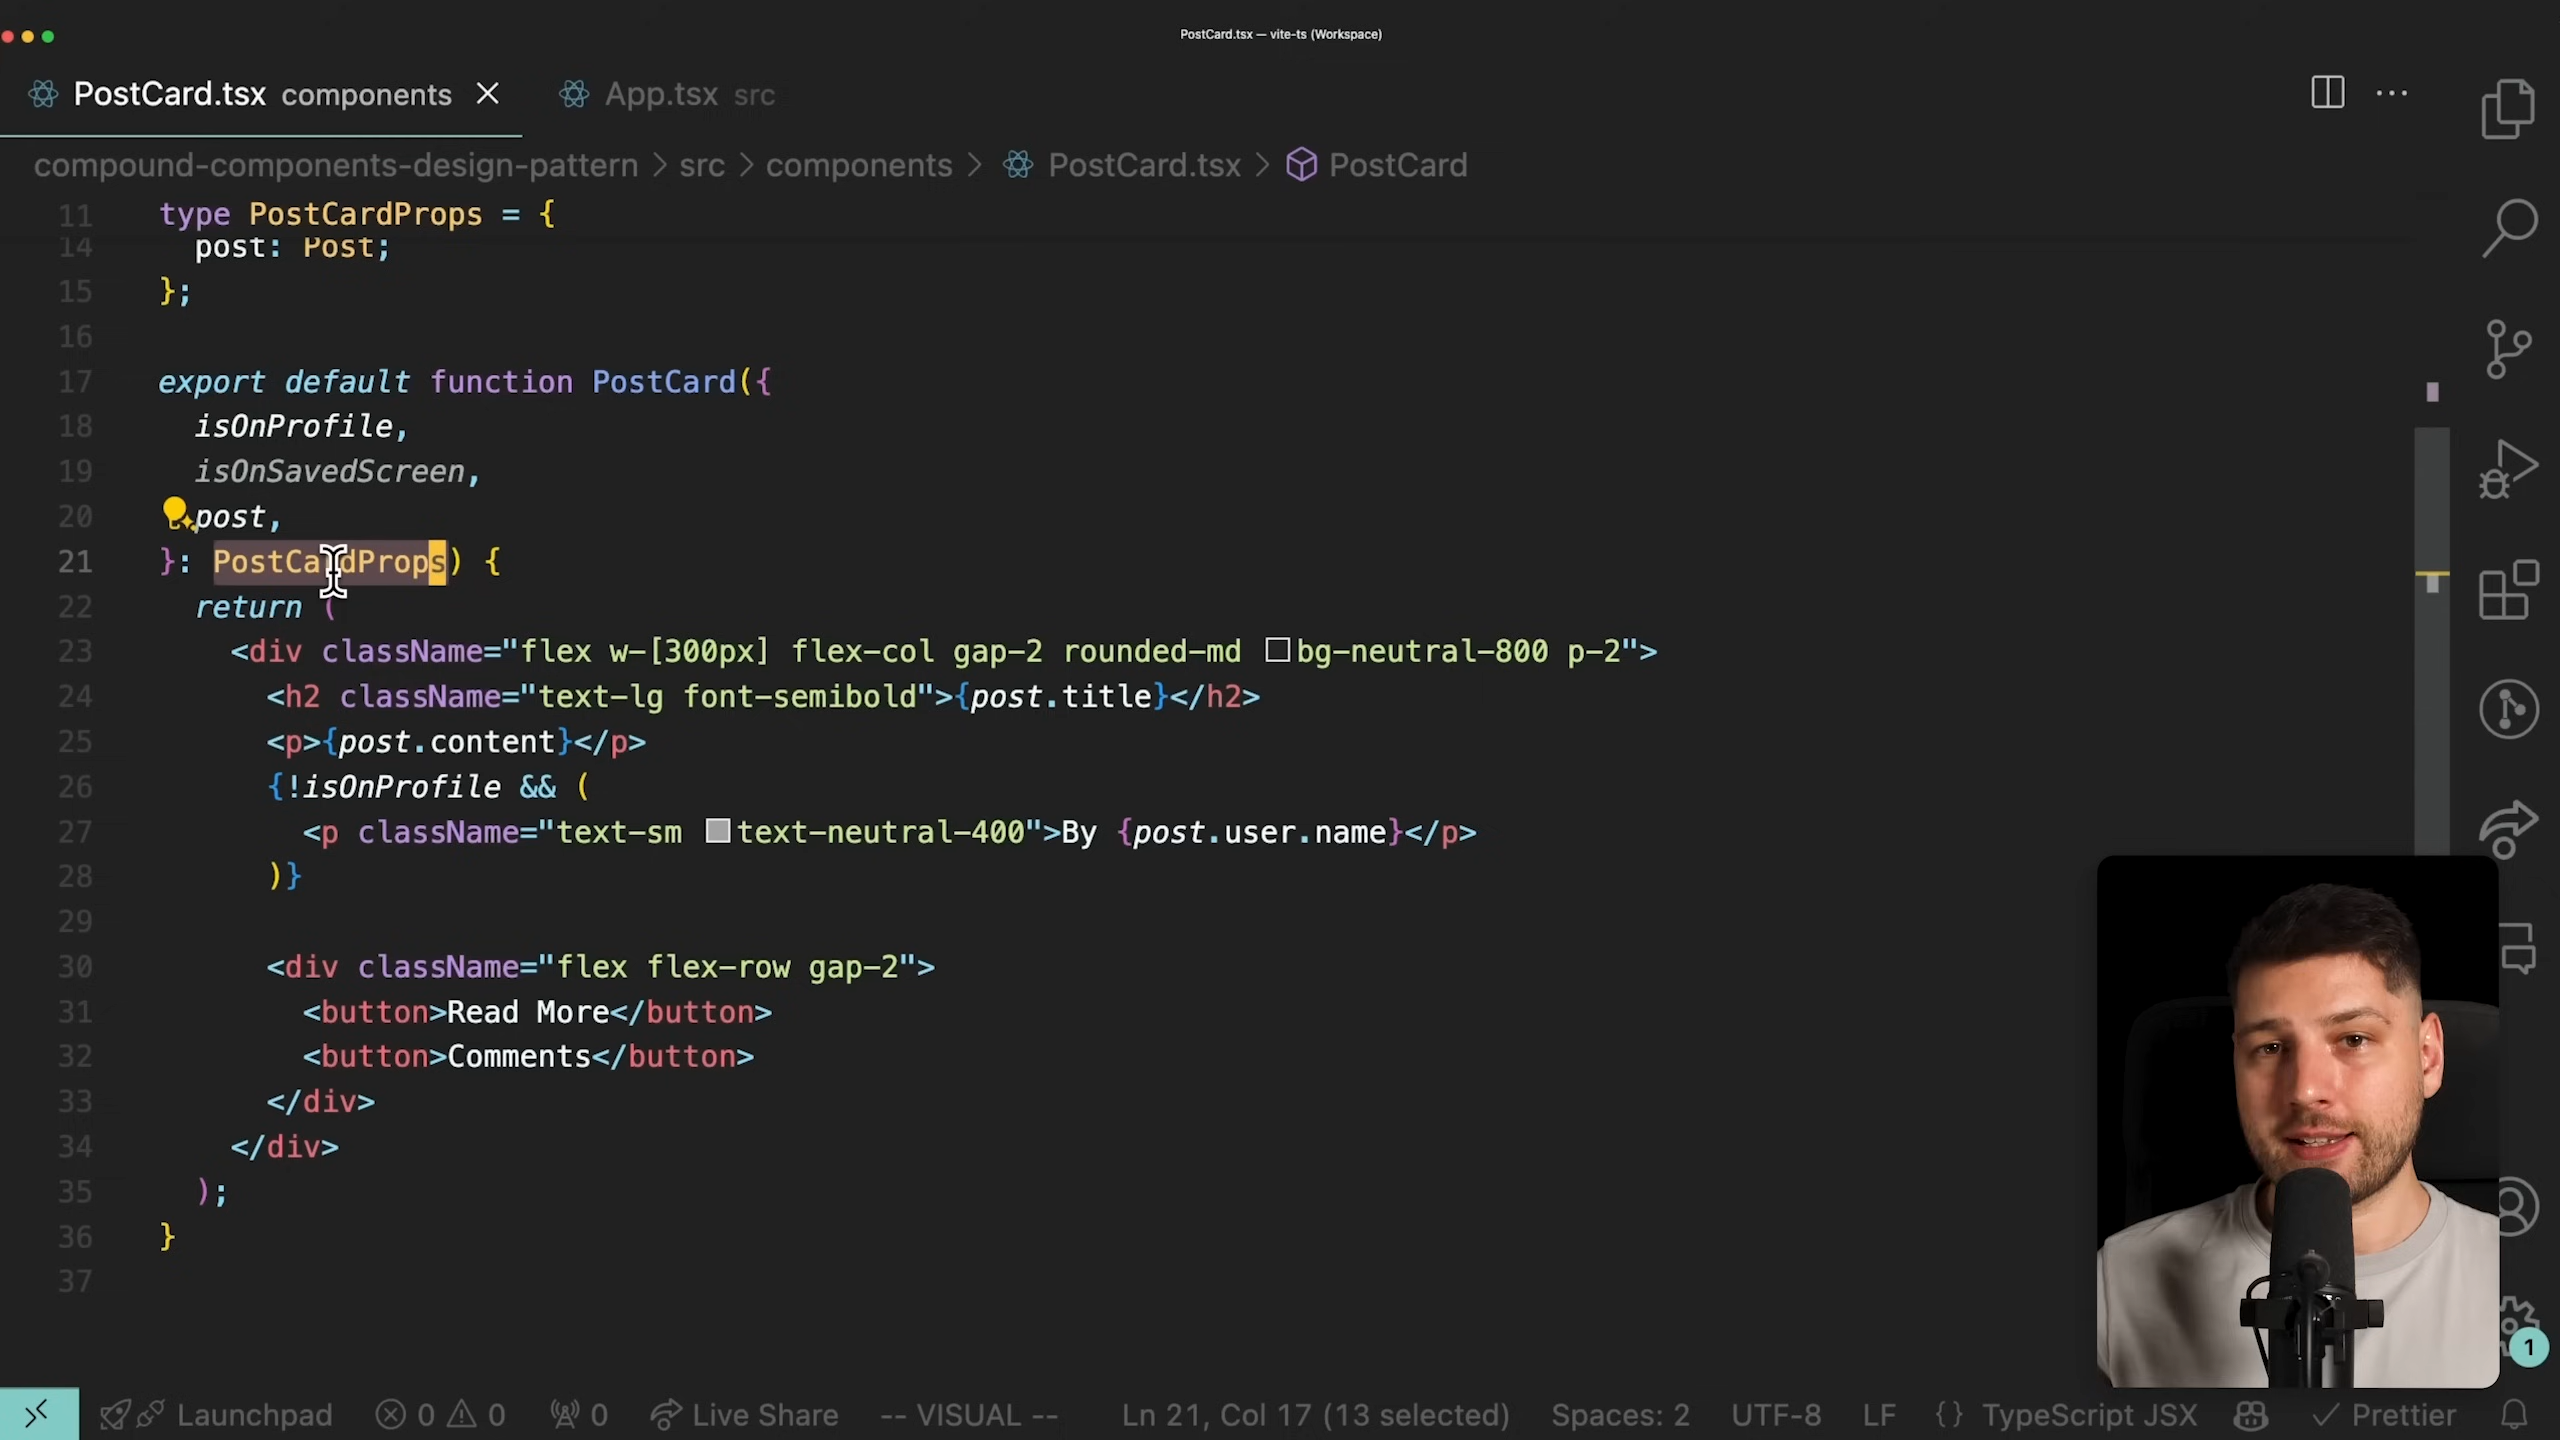 PostCard.tsx — vite-ts (Workspace)
PostCard.tsx components App.tsx src
compound-components-design-pattern > src > components > PostCard.tsx > PostCard
11 type PostCardProps = {
14 post: Post;
15 };
16
17 export default function PostCard({
18 isOnProfile,
19 isOnSavedScreen,
20 post,
21 }: PostCardProps) {
22 return (
23 <div className="flex w-[300px] flex-col gap-2 rounded-md bg-neutral-800 p-2">
24 <h2 className="text-lg font-semibold">{post.title}</h2>
25 <p>{post.content}</p>
26 {!isOnProfile && (
27 <p className="text-sm text-neutral-400">By {post.user.name}</p>
28 )}
29
30 <div className="flex flex-row gap-2">
31 <button>Read More</button>
32 <button>Comments</button>
33 </div>
34 </div>
35 );
36 }
37
1
Launchpad 0 0 0 Live Share -- VISUAL -- Ln 21, Col 17 (13 selected) Spaces: 2 UTF-8 LF {} TypeScript JSX Prettier